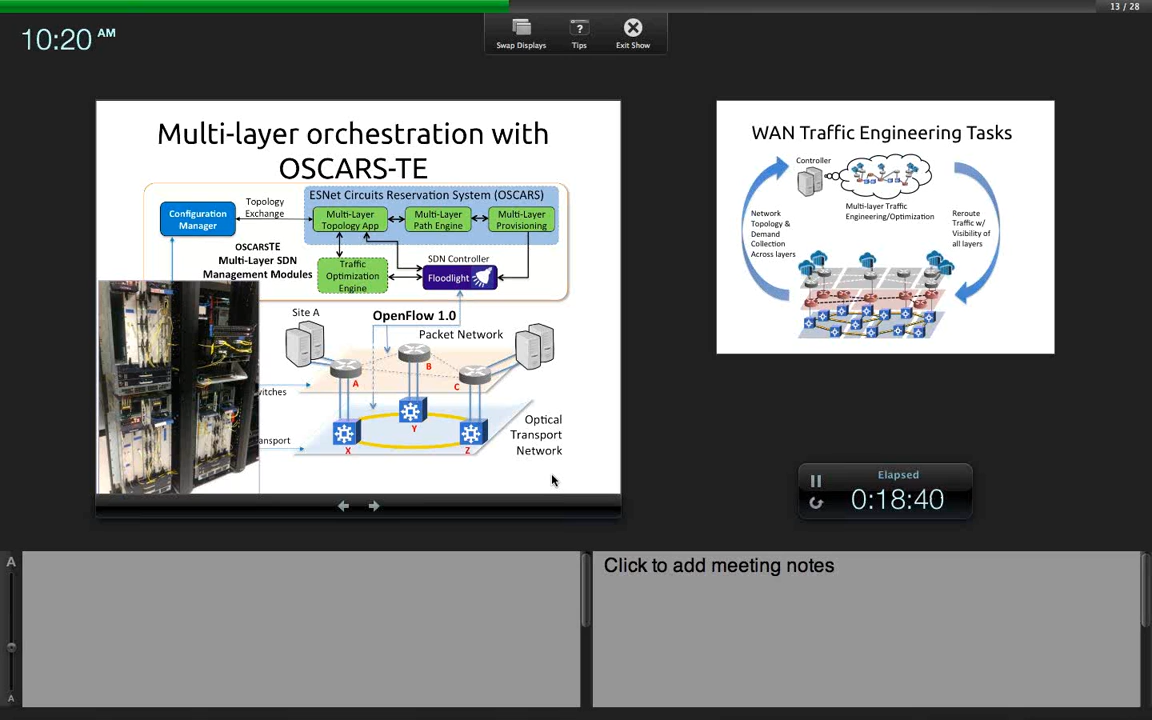 13 / 28
10:20 AM
Swap Displays
?
Tips
Exit Show
Multi-layer orchestration with
OSCARS-TE
ESNet Circuits Reservation System (OSCARS)
Configuration
Manager
Topology
Exchange
Multi-Layer
Topology App
Multi-Layer
Path Engine
Multi-Layer
Provisioning
OSCARSTE
Multi-Layer SDN
Management Modules
Traffic
Optimization
Engine
SDN Controller
Floodlight
Site A
OpenFlow 1.0
Packet Network
A
B
C
witches
ansport
X
Y
Z
Optical
Transport
Network
WAN Traffic Engineering Tasks
Controller
Multi-layer Traffic
Engineering/Optimization
Network
Topology &
Demand
Collection
Across layers
Reroute
Traffic w/
Visibility of
all layers
Elapsed
0:18:40
A
A
Click to add meeting notes